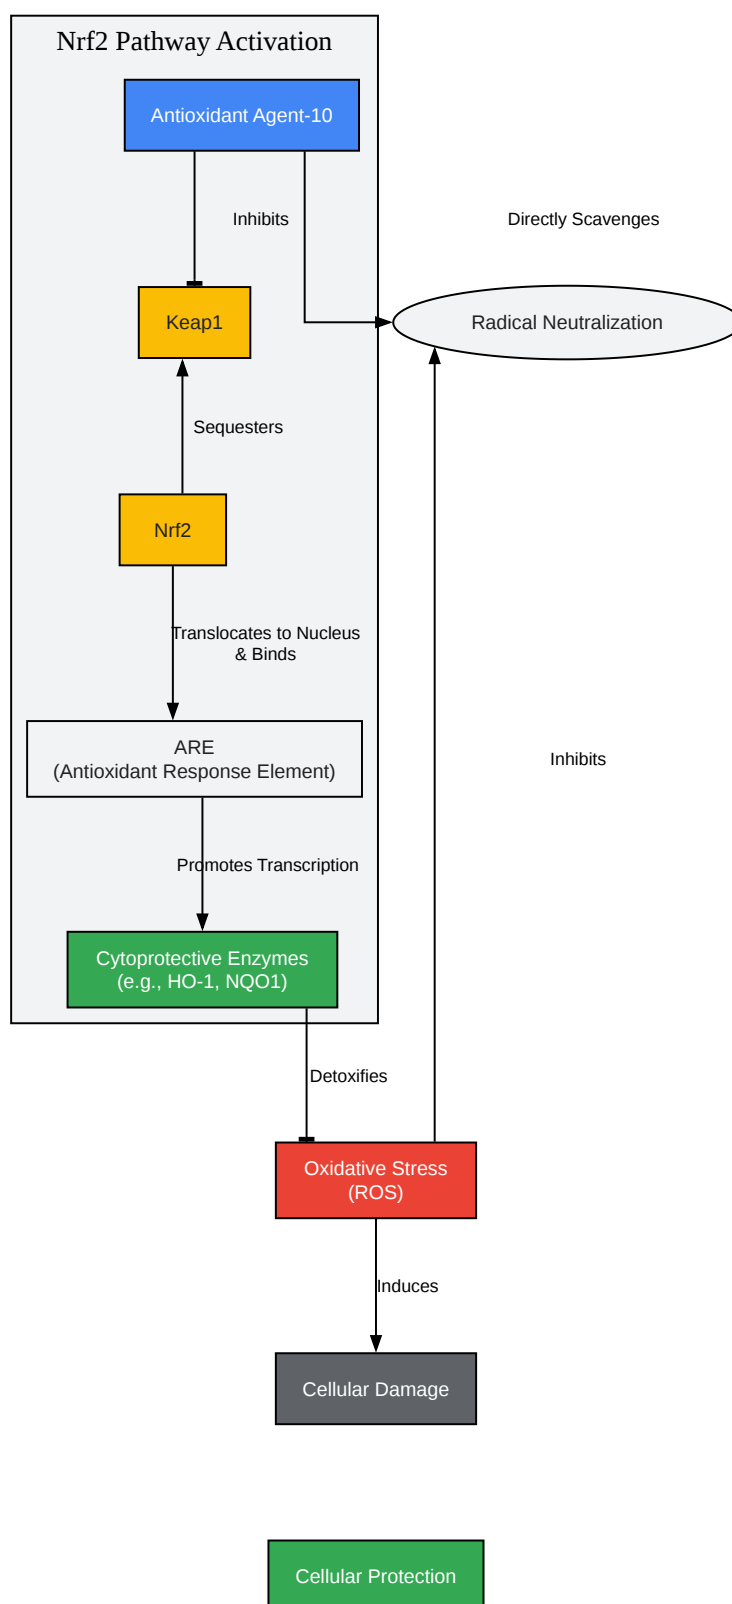 Nrf2 Pathway Activation
Antioxidant Agent-10
Inhibits
Directly Scavenges
Keap1
Radical Neutralization
Sequesters
Nrf2
Translocates to Nucleus
& Binds
ARE
(Antioxidant Response Element)
Inhibits
Promotes Transcription
Cytoprotective Enzymes
(e.g., HO-1, NQO1)
Detoxifies
Oxidative Stress
(ROS)
Induces
Cellular Damage
Cellular Protection